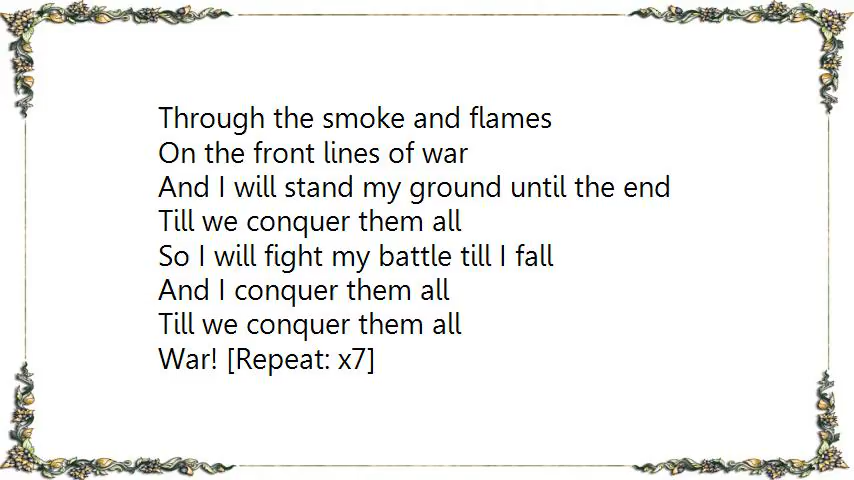 Through the smoke and flames
On the front lines of war
And I will stand my ground until the end
Till we conquer them all
So I will fight my battle till I fall
And I conquer them all
Till we conquer them all
War! [Repeat: x7]